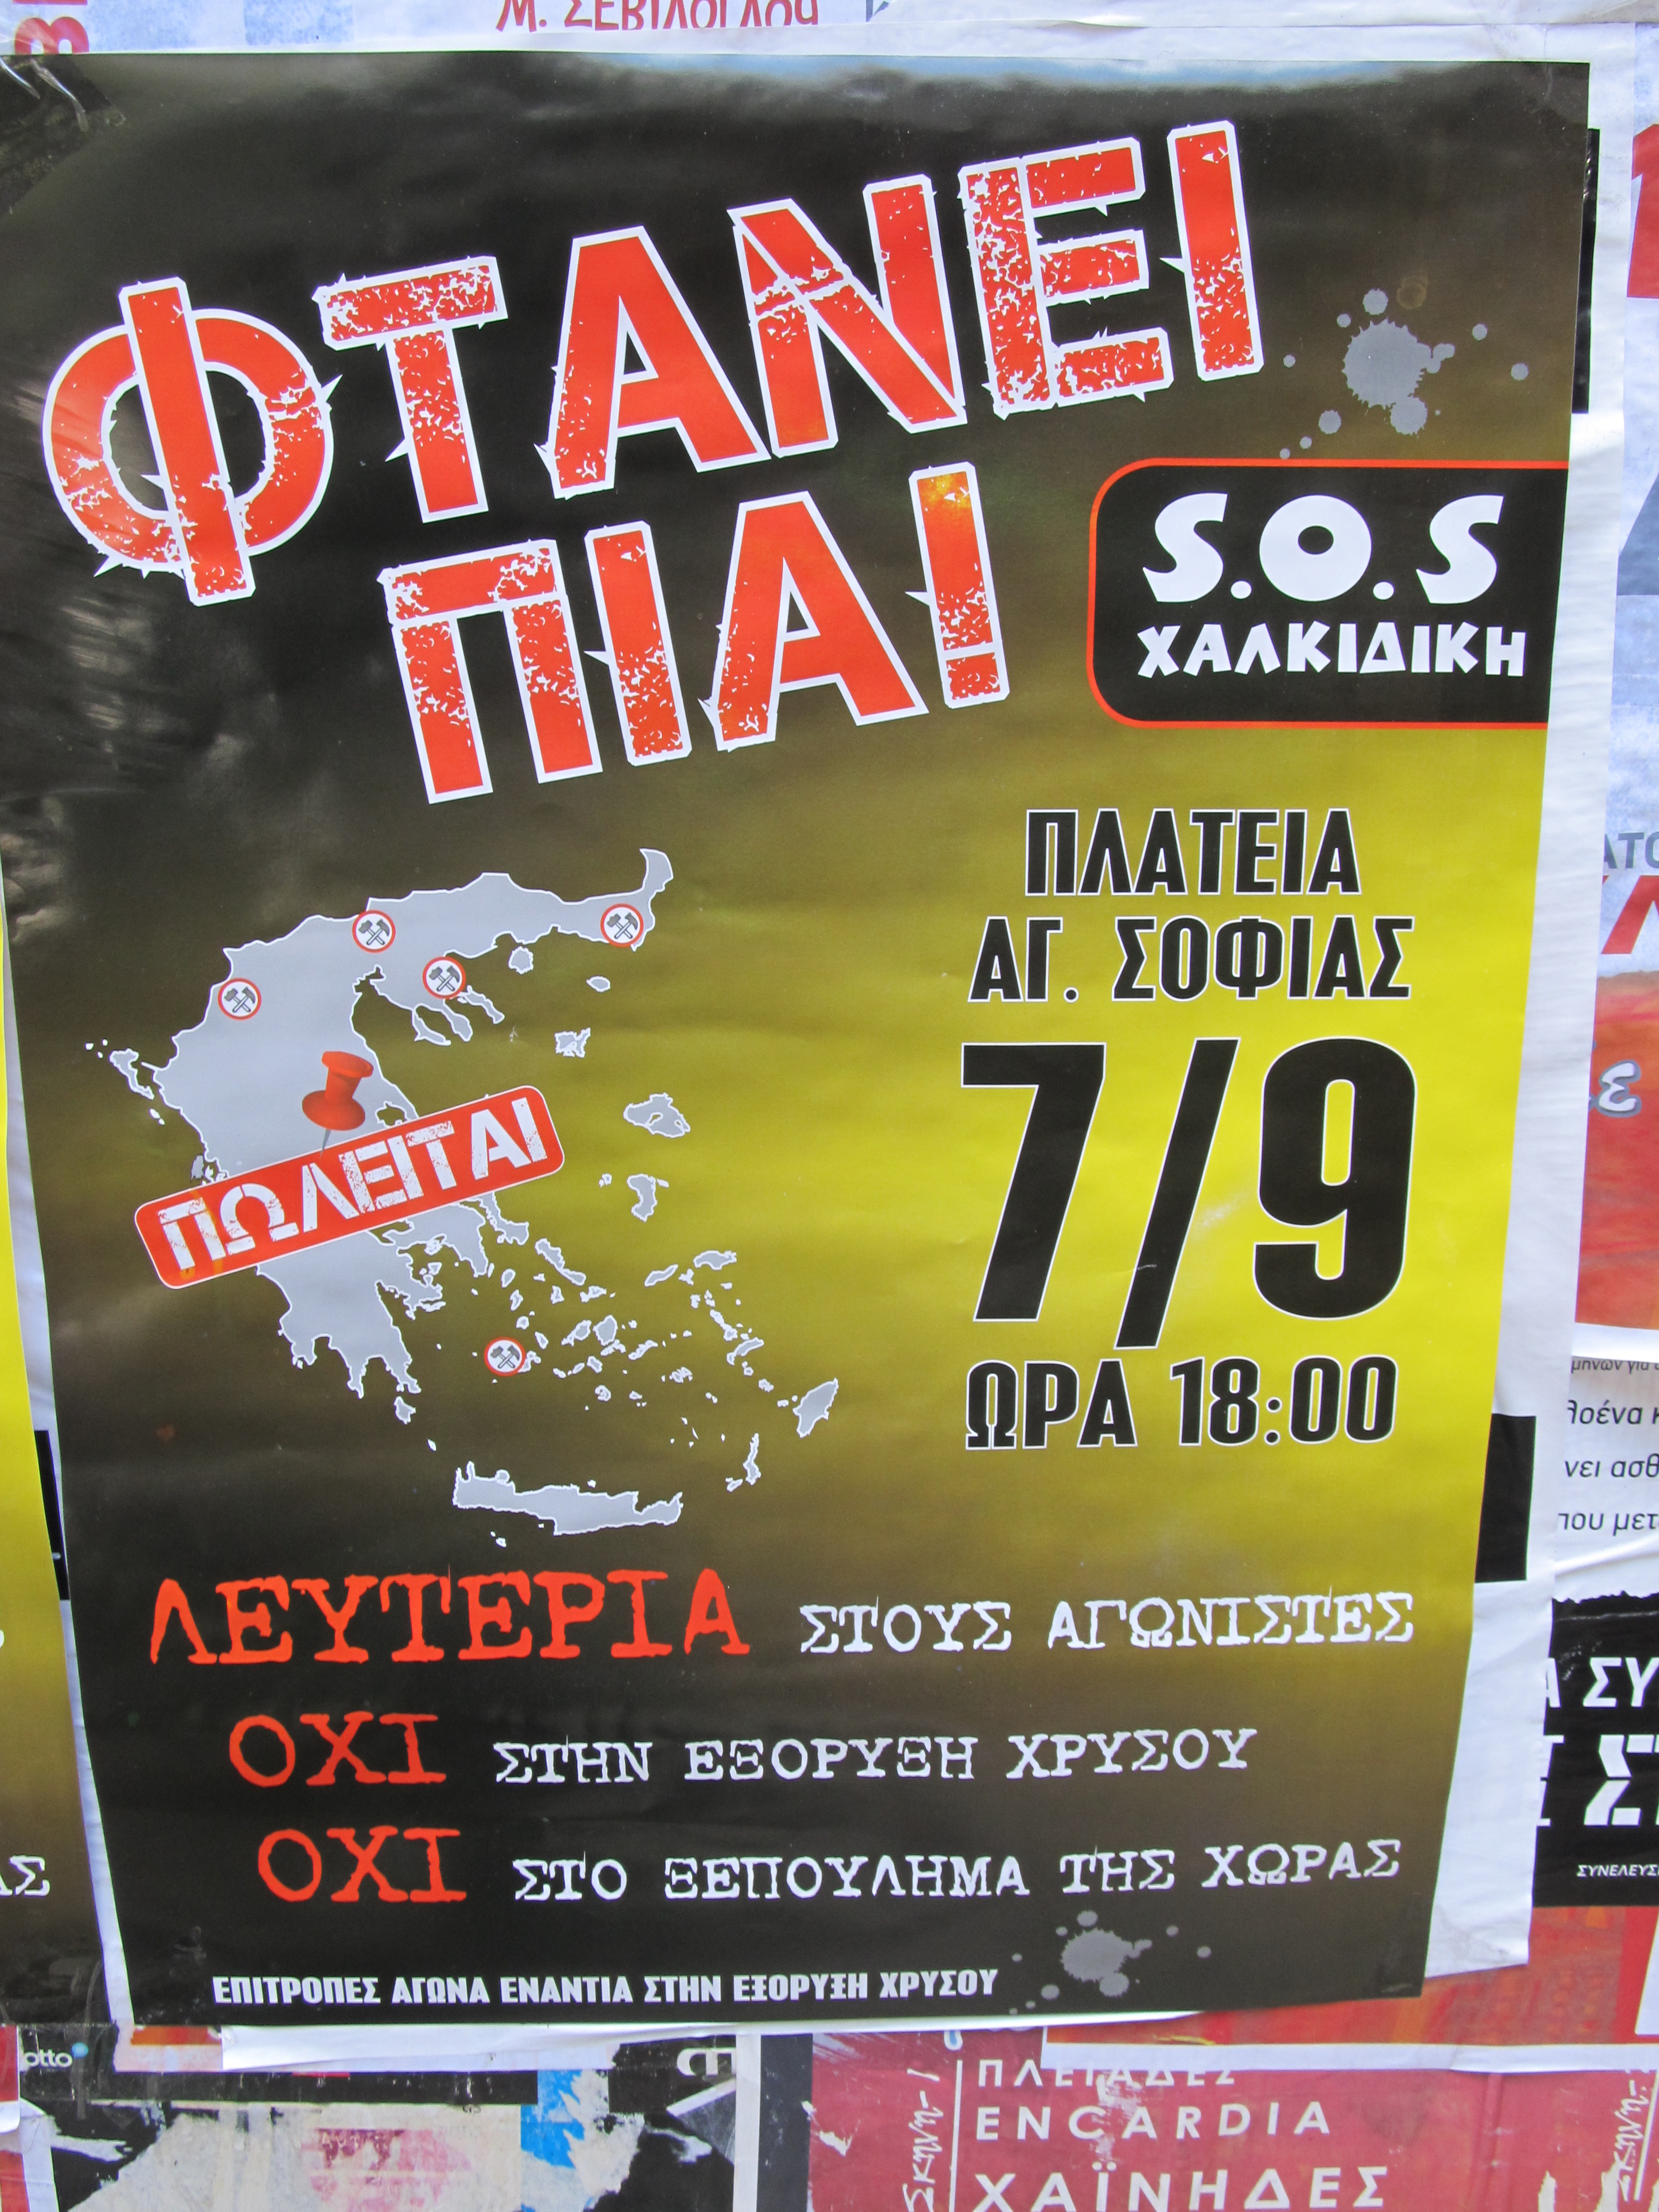 Μ. ΣΕΒΙΛΟΓΛΟΥ
ΦΤΑΝΕΙ
ΠΙΑ!
S.O.S
ΧΑΛΚΙΔΙΚΗ
ΠΛΑΤΕΙΑ
ΑΓ. ΣΟΦΙΑΣ
7/9
ΩΡΑ 18:00
ΠΩΛΕΙΤΑΙ
ΛΕΥΤΕΡΙΑ ΣΤΟΥΣ ΑΓΩΝΙΣΤΕΣ
ΟΧΙ ΣΤΗΝ ΕΞΟΡΥΞΗ ΧΡΥΣΟΥ
ΟΧΙ ΣΤΟ ΞΕΠΟΥΛΗΜΑ ΤΗΣ ΧΩΡΑΣ
ΕΠΙΤΡΟΠΕΣ ΑΓΩΝΑ ΕΝΑΝΤΙΑ ΣΤΗΝ ΕΞΟΡΥΞΗ ΧΡΥΣΟΥ
ΠΛΕΙΑΔΕΣ
ENCARDIA
ΧΑΪΝΗΔΕΣ